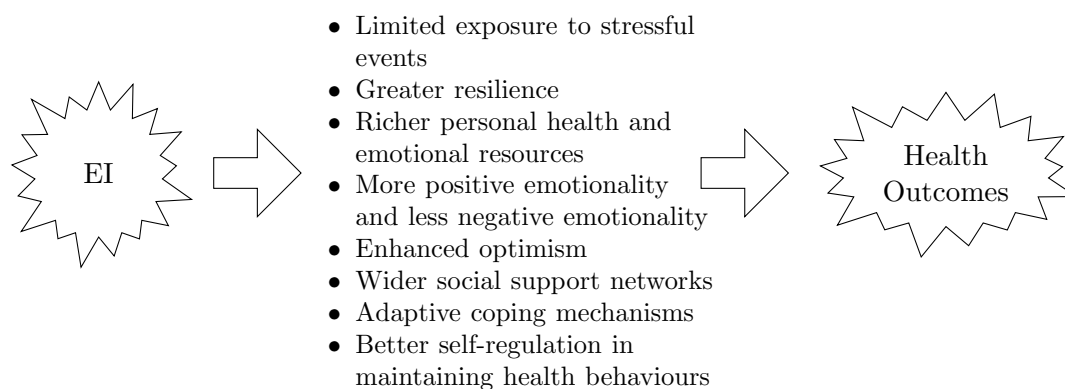 EI
• Limited exposure to stressful
events
• Greater resilience
• Richer personal health and
emotional resources
• More positive emotionality
and less negative emotionality
• Enhanced optimism
• Wider social support networks
• Adaptive coping mechanisms
• Better self-regulation in
maintaining health behaviours
Health
Outcomes